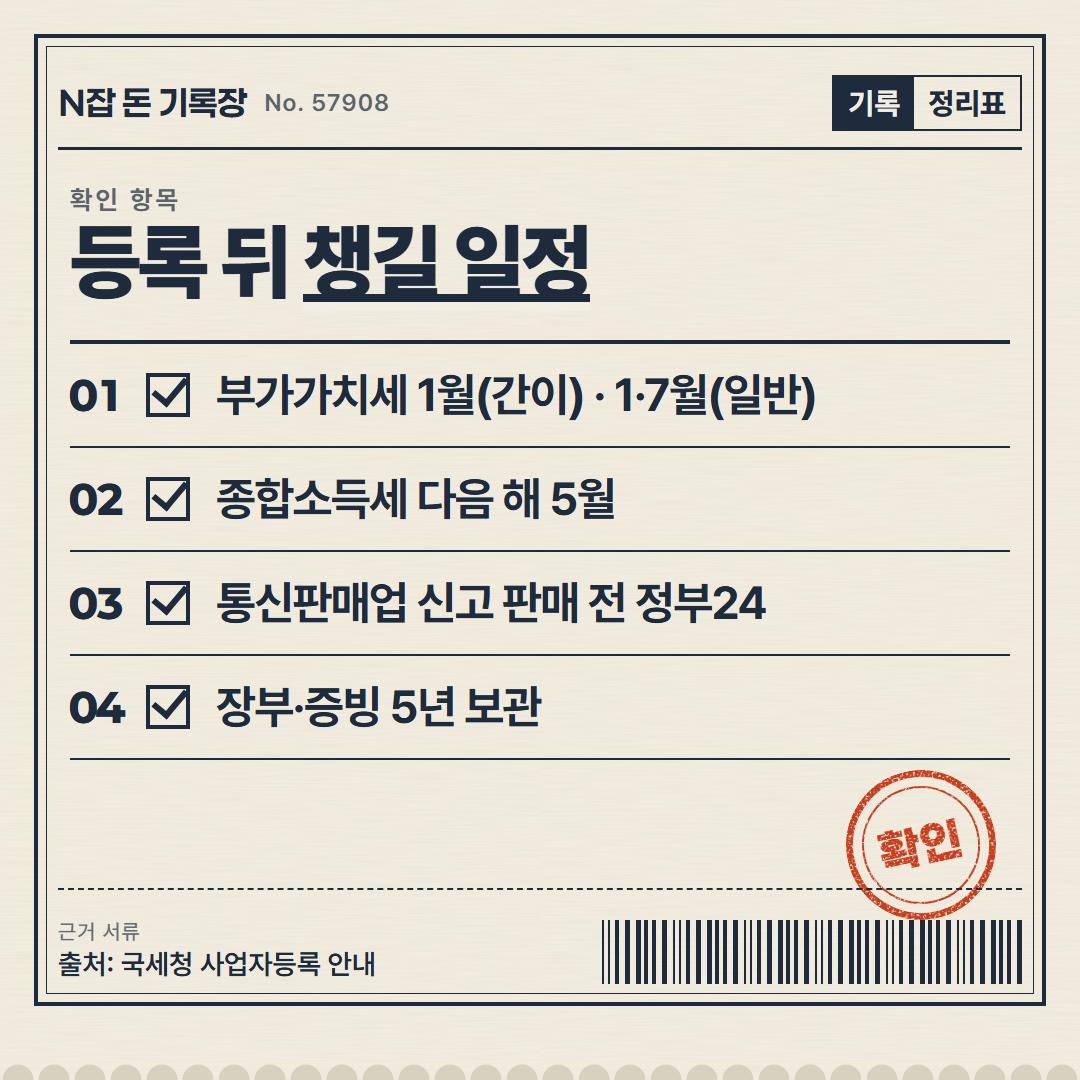 N잡 돈 기록장 No. 57908 기록 정리표
확인 항목
등록 뒤 챙길 일정
01 부가가치세 1월(간이) · 1·7월(일반)
02 종합소득세 다음 해 5월
03 통신판매업 신고 판매 전 정부24
04 장부·증빙 5년 보관
확인
근거 서류
출처: 국세청 사업자등록 안내